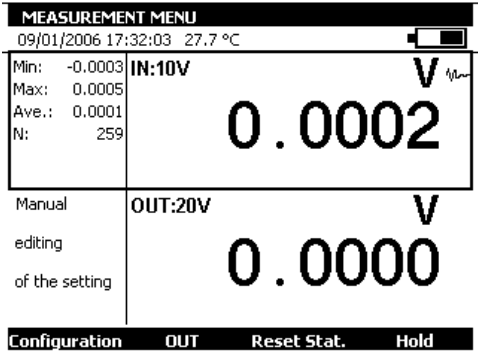 MEASUREMENT MENU
09/01/2006 17:32:03 27.7 °C
Min: -0.0003
Max: 0.0005
Ave.: 0.0001
N: 259
IN:10V
V
0.0002
Manual
editing
of the setting
OUT:20V
V
0.0000
Configuration OUT Reset Stat. Hold